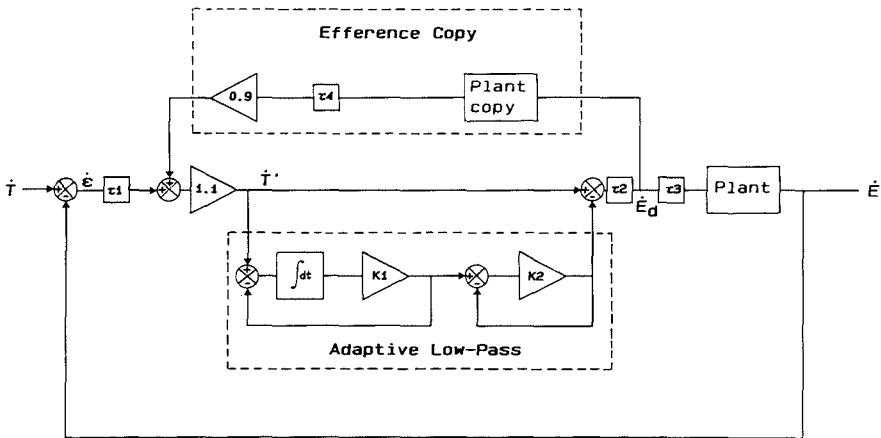 Efference Copy
0.9
τ4
Plant
copy
Ṫ
+
-
ε̇
τ1
+
+
1.1
Ṫ'
+
-
τ2
Ė_d
τ3
Plant
Ė
+
-
∫dt
K1
+
-
K2
Adaptive Low-Pass